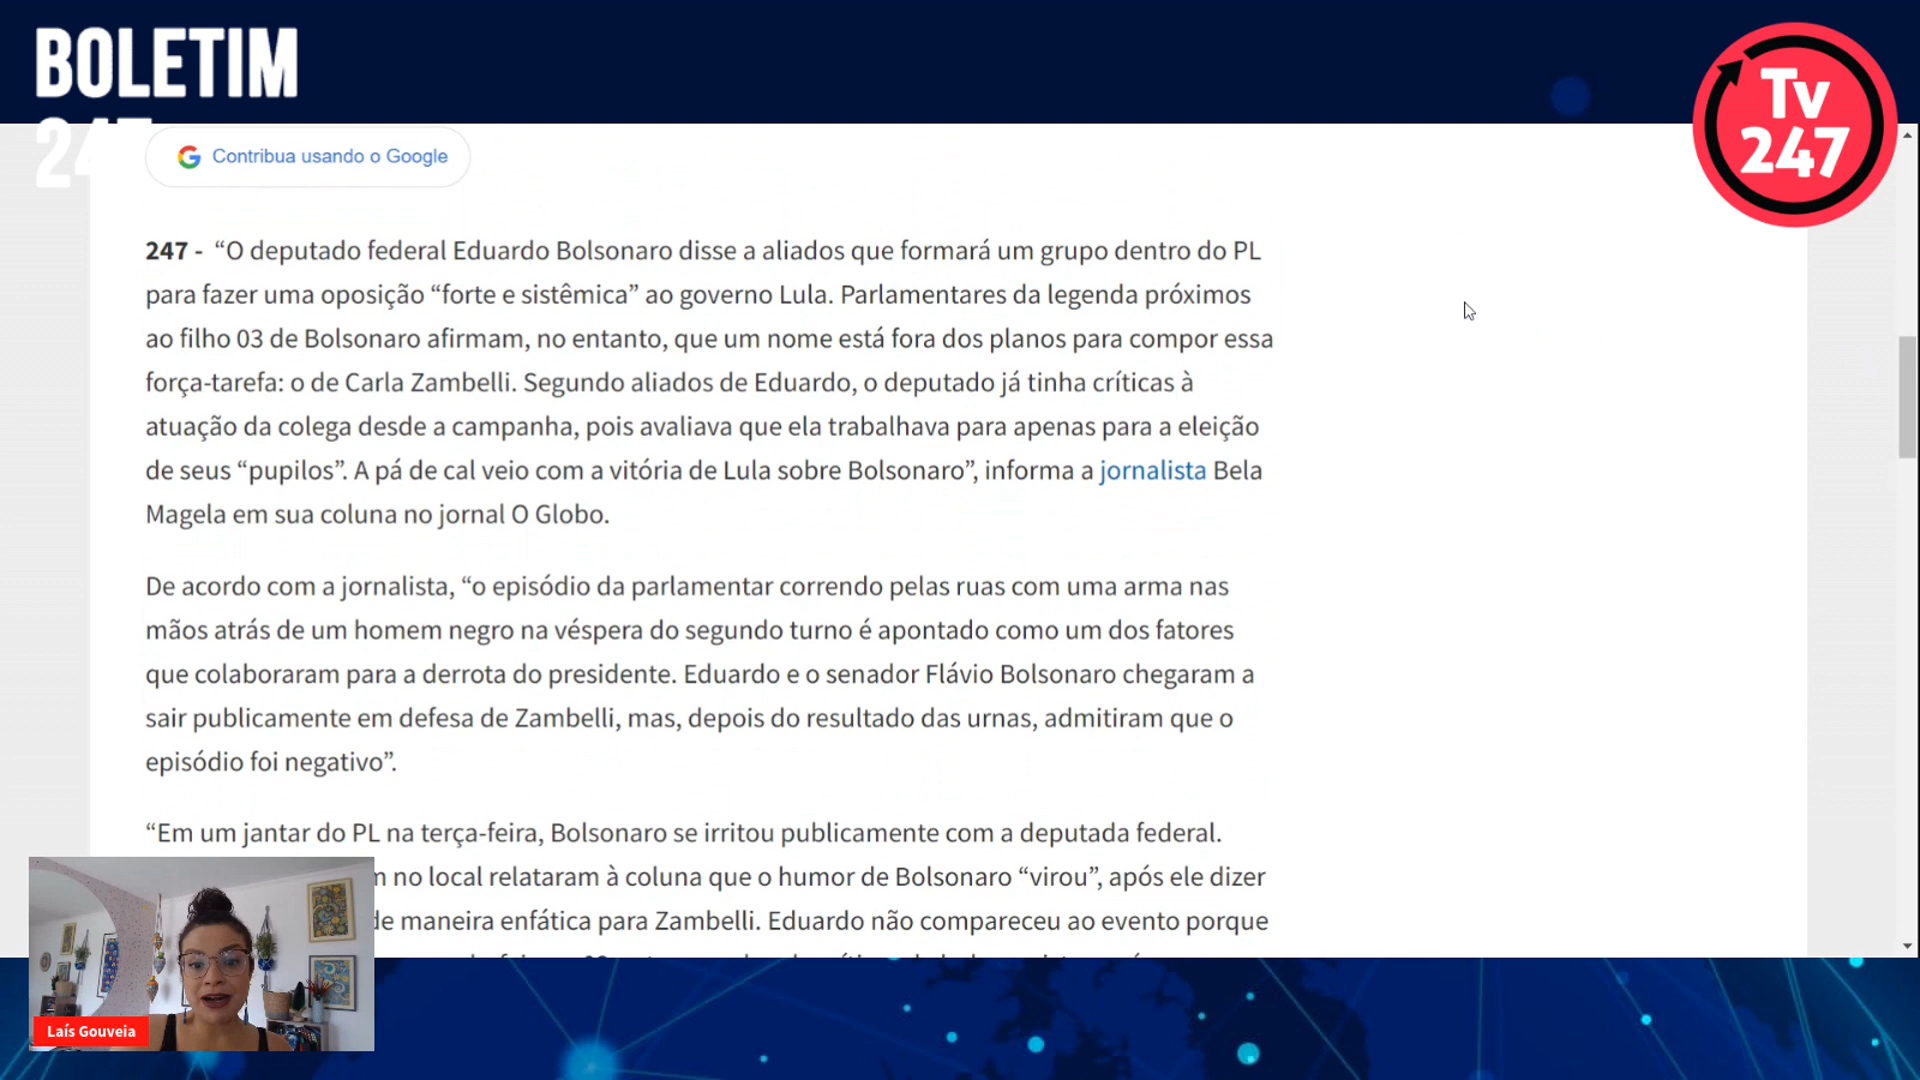 BOLETIM
247
Tv
247
Contribua usando o Google
247 - “O deputado federal Eduardo Bolsonaro disse a aliados que formará um grupo dentro do PL
para fazer uma oposição “forte e sistêmica” ao governo Lula. Parlamentares da legenda próximos
ao filho 03 de Bolsonaro afirmam, no entanto, que um nome está fora dos planos para compor essa
força-tarefa: o de Carla Zambelli. Segundo aliados de Eduardo, o deputado já tinha críticas à
atuação da colega desde a campanha, pois avaliava que ela trabalhava para apenas para a eleição
de seus “pupilos”. A pá de cal veio com a vitória de Lula sobre Bolsonaro”, informa a jornalista Bela
Magela em sua coluna no jornal O Globo.
De acordo com a jornalista, “o episódio da parlamentar correndo pelas ruas com uma arma nas
mãos atrás de um homem negro na véspera do segundo turno é apontado como um dos fatores
que colaboraram para a derrota do presidente. Eduardo e o senador Flávio Bolsonaro chegaram a
sair publicamente em defesa de Zambelli, mas, depois do resultado das urnas, admitiram que o
episódio foi negativo”.
“Em um jantar do PL na terça-feira, Bolsonaro se irritou publicamente com a deputada federal.
no local relataram à coluna que o humor de Bolsonaro “virou”, após ele dizer
de maneira enfática para Zambelli. Eduardo não compareceu ao evento porque
Laís Gouveia